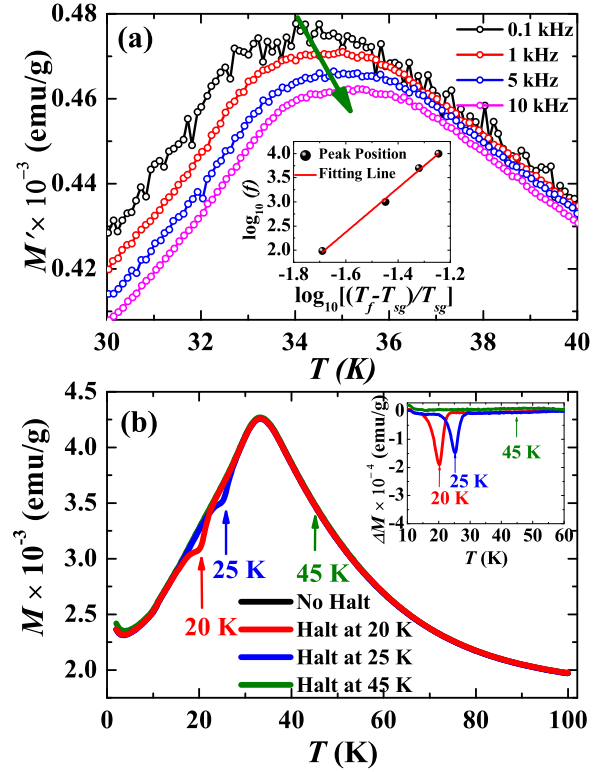 (a)
0.1 kHz
1 kHz
5 kHz
10 kHz
0.48
0.46
0.44
0.42
M' × 10⁻³ (emu/g)
Peak Position
Fitting Line
4.0
3.5
3.0
2.5
2.0
log₁₀(f)
-1.8 -1.6 -1.4 -1.2
log₁₀[(T_f-T_sg)/T_sg]
30 32 34 36 38 40
T (K)
(b)
4.5
4.0
3.5
3.0
2.5
2.0
M × 10⁻³ (emu/g)
0
-1
-2
-3
-4
ΔM × 10⁻⁴ (emu/g)
20 K
25 K
45 K
10 20 30 40 50 60
T (K)
25 K
45 K
20 K
No Halt
Halt at 20 K
Halt at 25 K
Halt at 45 K
0 20 40 60 80 100
T (K)